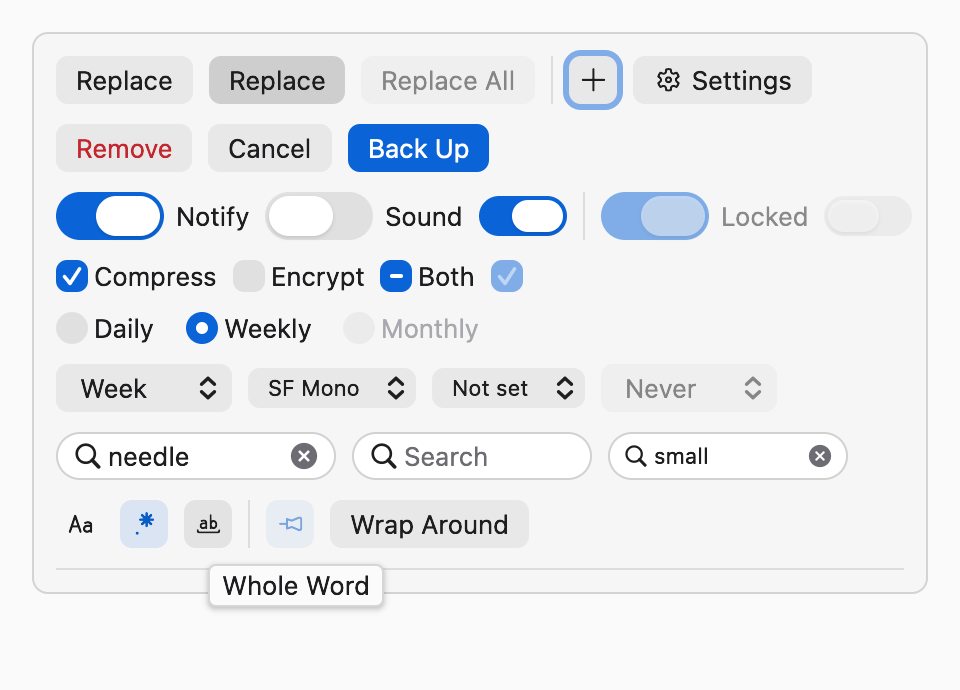 Replace Replace Replace All Settings
Remove Cancel Back Up
Notify Sound Locked
Compress Encrypt Both
Daily Weekly Monthly
Week SF Mono Not set Never
needle Search small
Aa .* ab Wrap Around
Whole Word